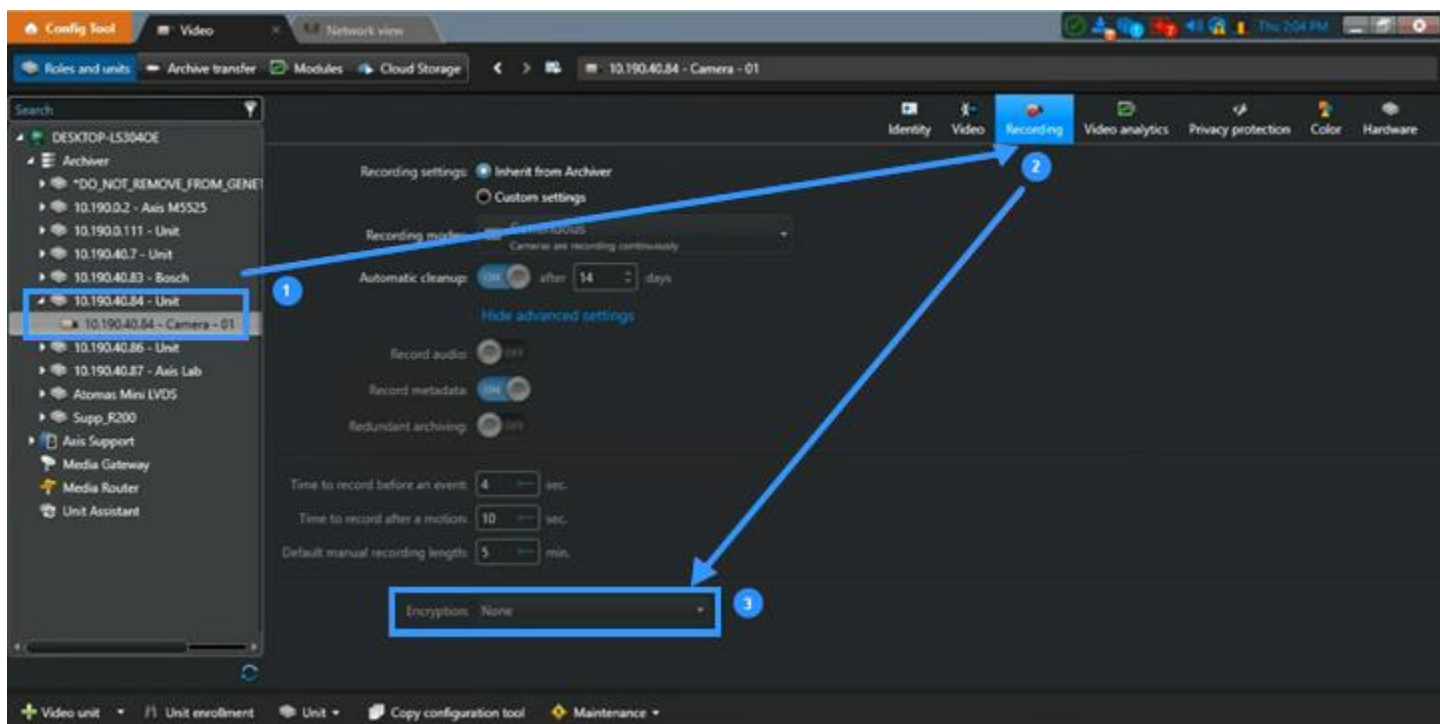 Config Tool Video Network view Thu 2:04 PM
Roles and units Archive transfer Modules Cloud Storage 10.190.40.84 - Camera - 01
Search
DESKTOP-LS304OE
Archiver
*DO_NOT_REMOVE_FROM_GENE
10.190.0.2 - Axis M5525
10.190.0.111 - Unit
10.190.40.7 - Unit
10.190.40.83 - Bosch
10.190.40.84 - Unit
10.190.40.84 - Camera - 01
10.190.40.86 - Unit
10.190.40.87 - Axis Lab
Atomas Mini LVDS
Supp_R200
Axis Support
Media Gateway
Media Router
Unit Assistant
1
Identity Video Recording Video analytics Privacy protection Color Hardware
2
Recording settings: Inherit from Archiver
Custom settings
Recording modes: Continuous
Cameras are recording continuously
Automatic cleanup: ON after 14 days
Hide advanced settings
Record audio: OFF
Record metadata: ON
Redundant archiving: OFF
Time to record before an event: 4 sec.
Time to record after a motion: 10 sec.
Default manual recording length: 5 min.
Encryption: None
3
Video unit Unit enrollment Unit Copy configuration tool Maintenance